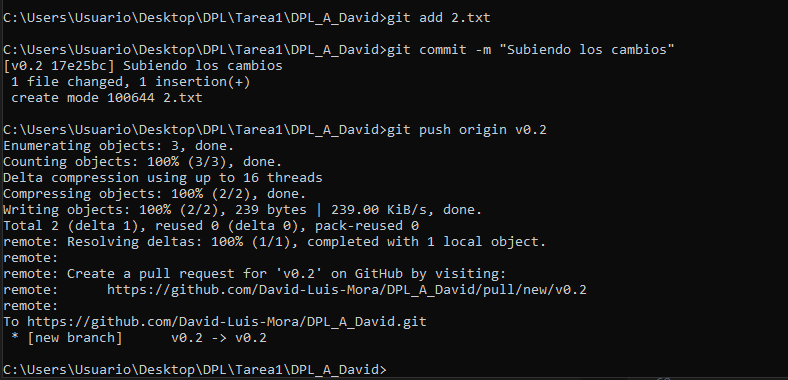 C:\Users\Usuario\Desktop\DPL\Tarea1\DPL_A_David>git add 2.txt
C:\Users\Usuario\Desktop\DPL\Tarea1\DPL_A_David>git commit -m "Subiendo los cambios"
[v0.2 17e25bc] Subiendo los cambios
 1 file changed, 1 insertion(+)
 create mode 100644 2.txt
C:\Users\Usuario\Desktop\DPL\Tarea1\DPL_A_David>git push origin v0.2
Enumerating objects: 3, done.
Counting objects: 100% (3/3), done.
Delta compression using up to 16 threads
Compressing objects: 100% (2/2), done.
Writing objects: 100% (2/2), 239 bytes | 239.00 KiB/s, done.
Total 2 (delta 1), reused 0 (delta 0), pack-reused 0
remote: Resolving deltas: 100% (1/1), completed with 1 local object.
remote:
remote: Create a pull request for 'v0.2' on GitHub by visiting:
remote:      https://github.com/David-Luis-Mora/DPL_A_David/pull/new/v0.2
remote:
To https://github.com/David-Luis-Mora/DPL_A_David.git
 * [new branch]      v0.2 -> v0.2
C:\Users\Usuario\Desktop\DPL\Tarea1\DPL_A_David>